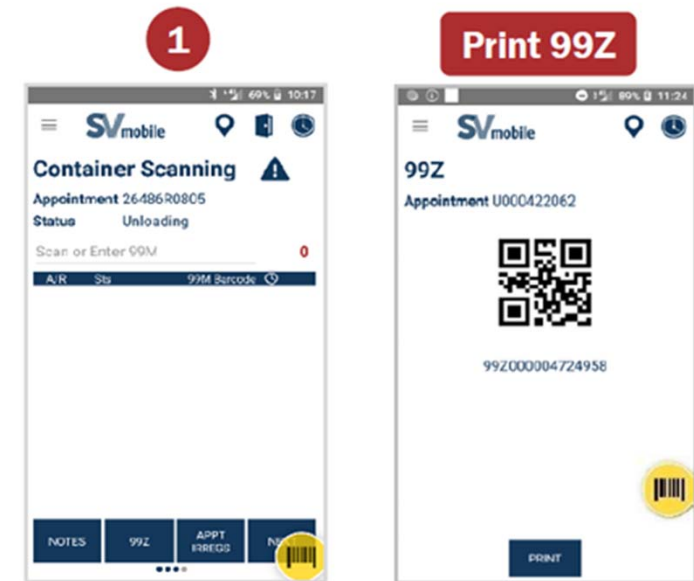 1
69% 10:17
SVmobile
Container Scanning
Appointment 26486R0805
Status Unloading
Scan or Enter 99M 0
A/R Sts 99M Barcode
NOTES 99Z APPT IRREGS
Print 99Z
89% 11:24
SVmobile
99Z
Appointment U000422062
99Z000004724958
PRINT